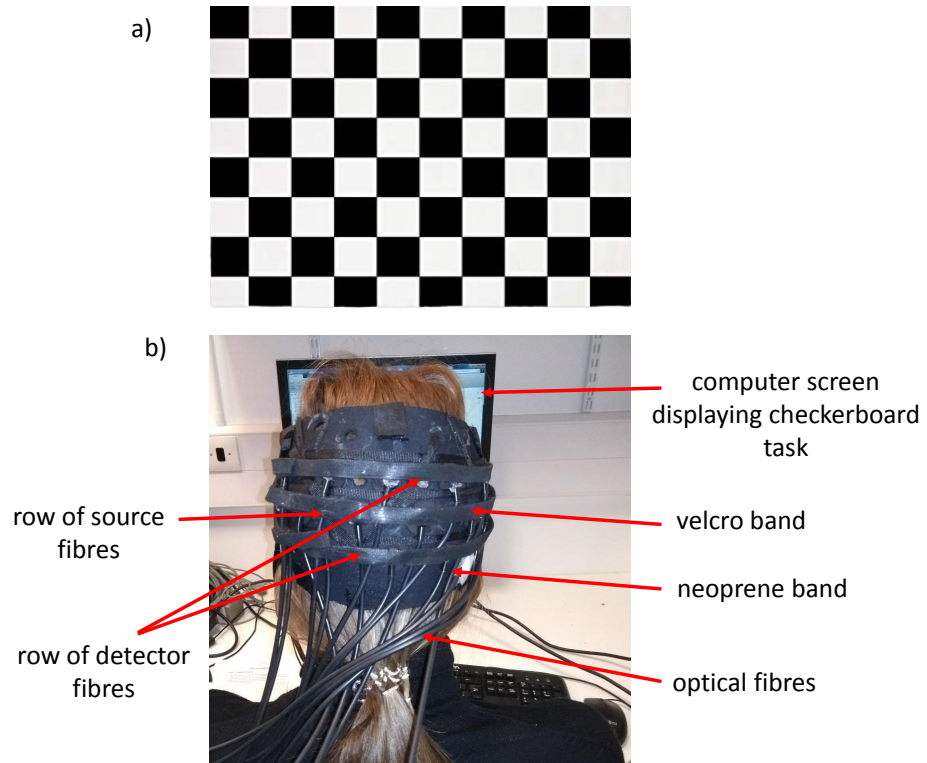 a)
b)
computer screen
displaying checkerboard
task
row of source
fibres
velcro band
neoprene band
row of detector
fibres
optical fibres